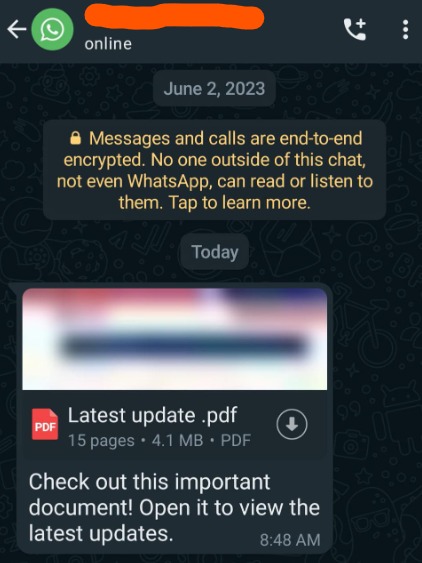 online
June 2, 2023
Messages and calls are end-to-end
encrypted. No one outside of this chat,
not even WhatsApp, can read or listen to
them. Tap to learn more.
Today
PDF
Latest update .pdf
15 pages • 4.1 MB • PDF
Check out this important
document! Open it to view the
latest updates.
8:48 AM